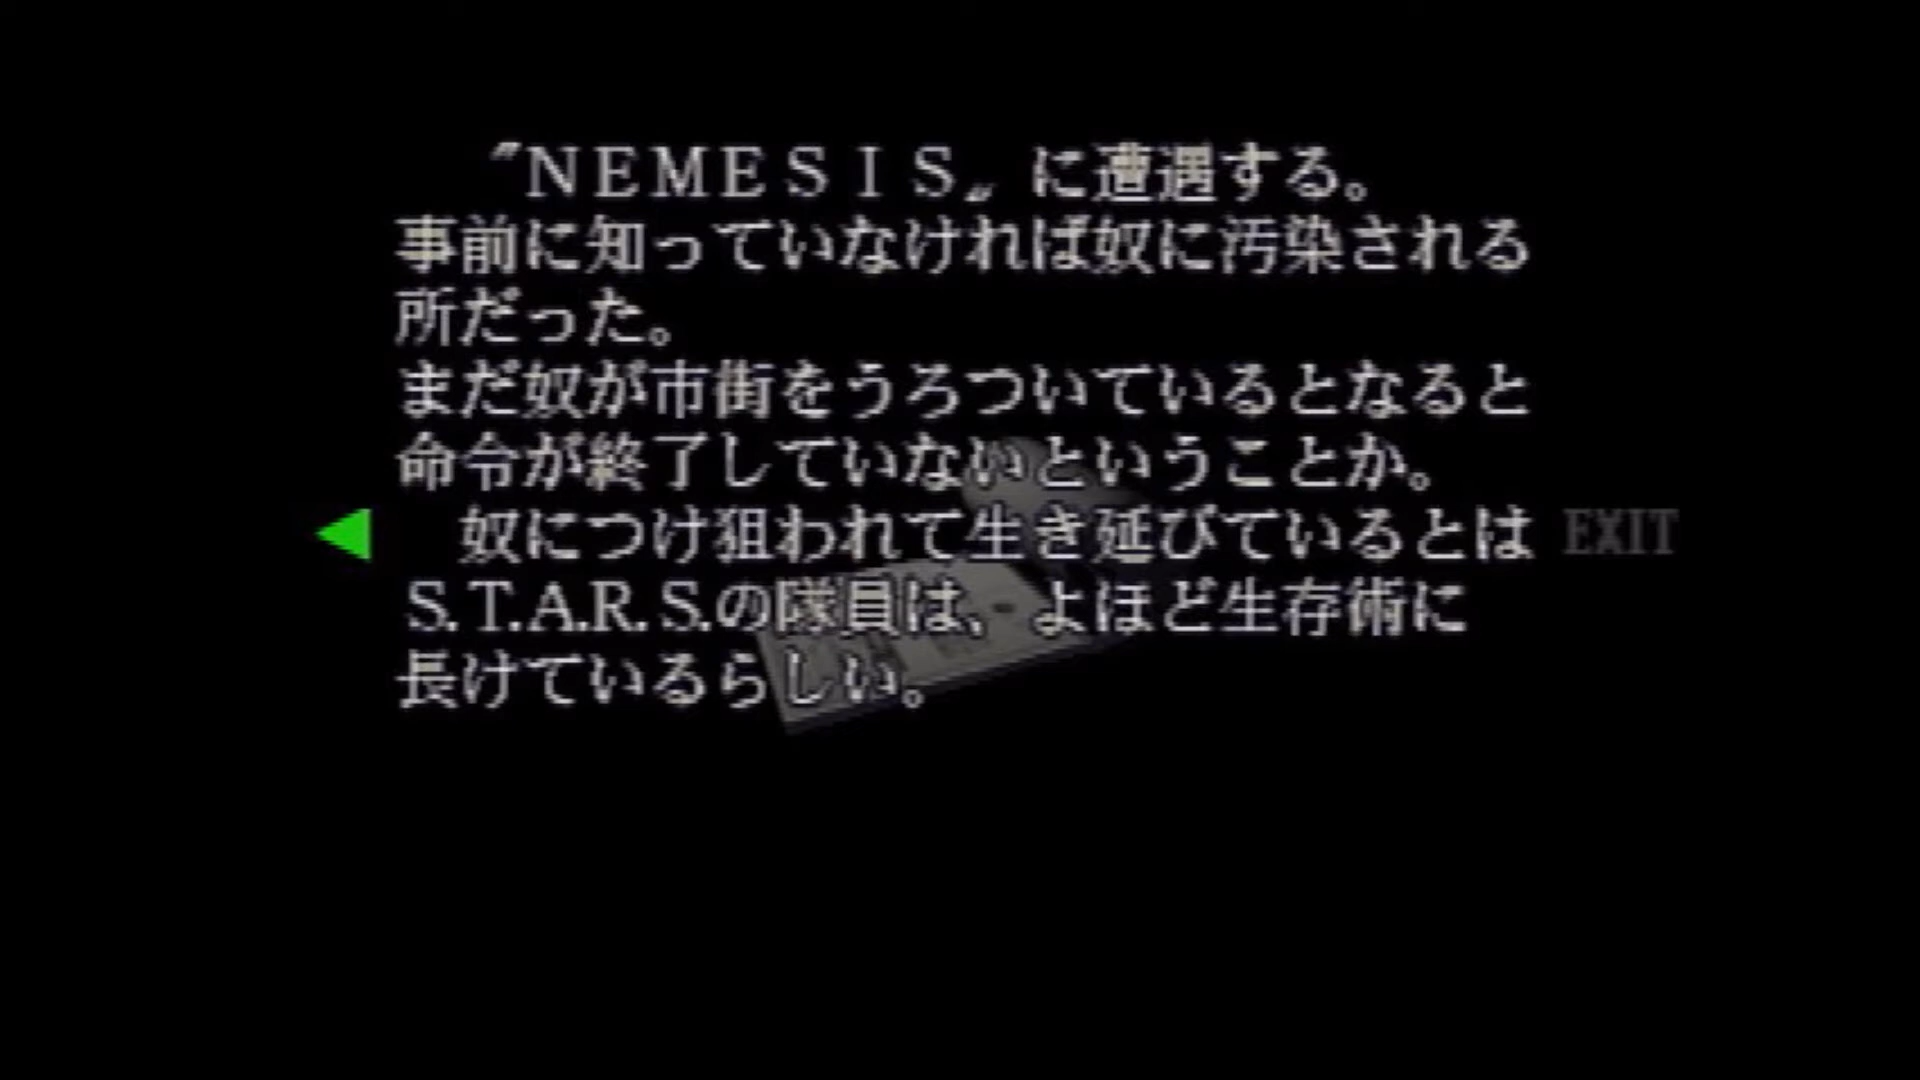 〝ＮＥＭＥＳＩＳ〟に遭遇する。
事前に知っていなければ奴に汚染される
所だった。
まだ奴が市街をうろついているとなると
命令が終了していないということか。
奴につけ狙われて生き延びているとは
EXIT
S.T.A.R.S.の隊員は、よほど生存術に
長けているらしい。